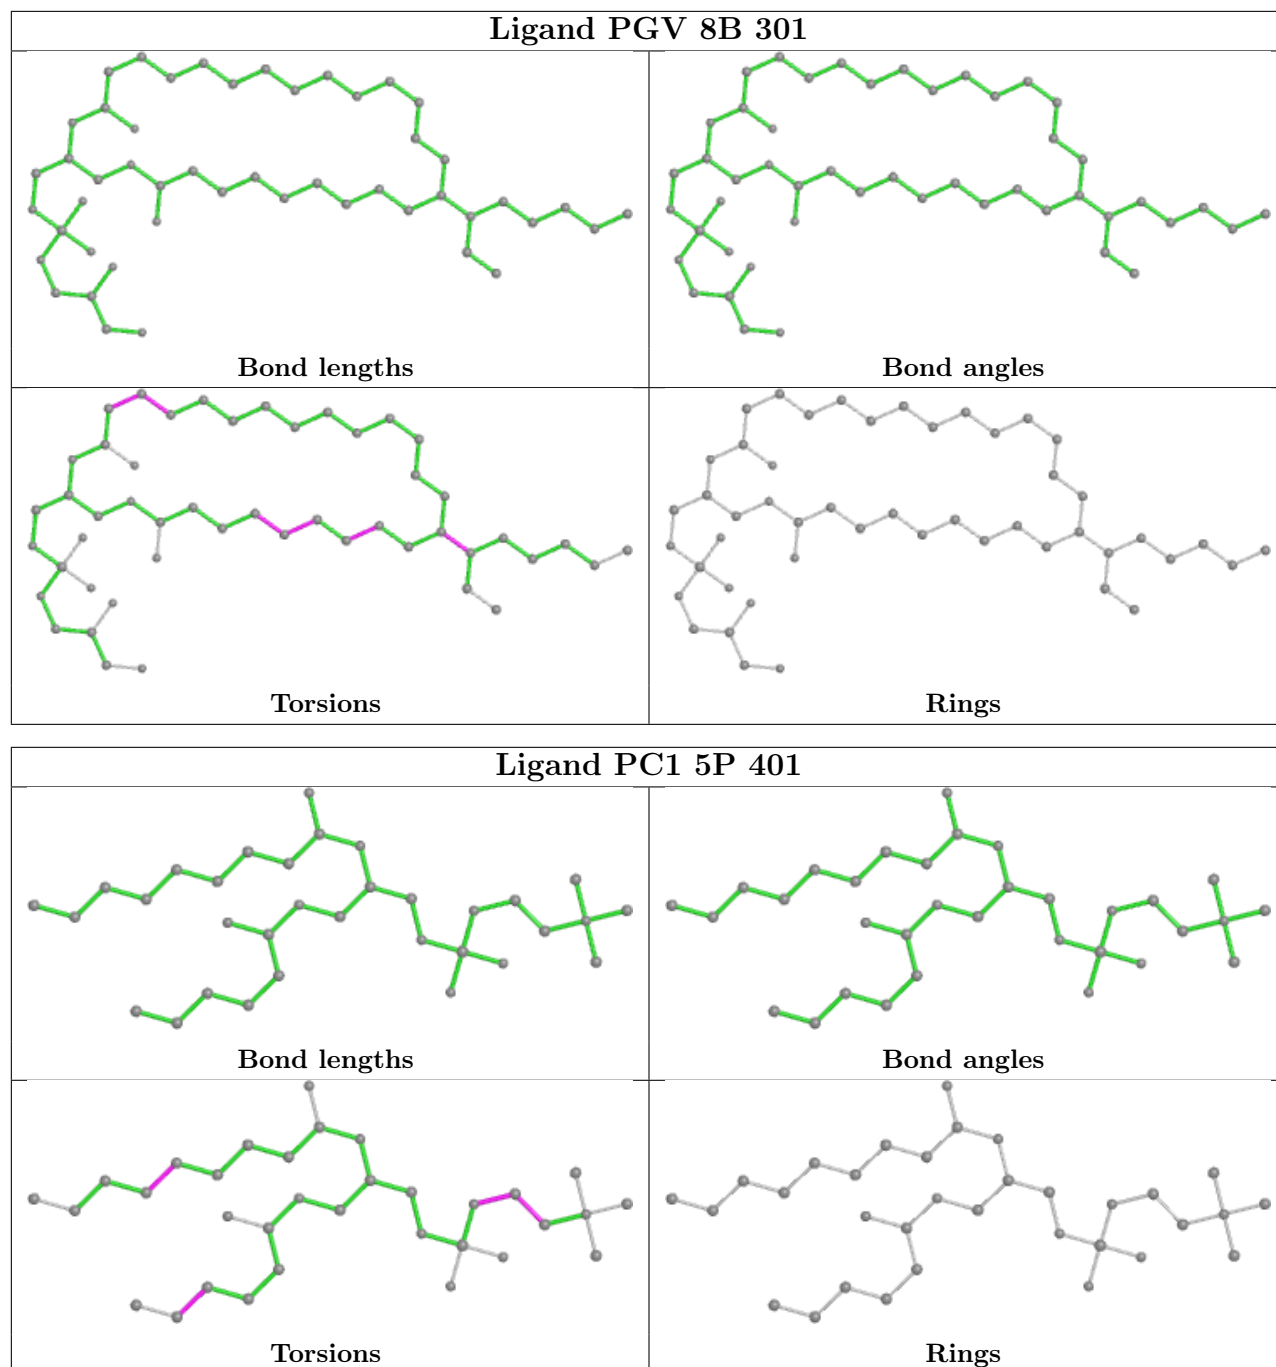 Ligand PGV 8B 301
Bond lengths
Bond angles
Torsions
Rings
Ligand PC1 5P 401
Bond lengths
Bond angles
Torsions
Rings